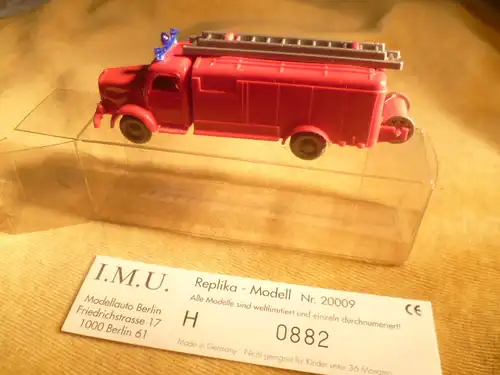 I.M.U. Replika - Modell Nr. 20009
Alle Modelle sind weltlimitiert und einzeln durchnumeriert!
Modellauto Berlin
Friedrichstrasse 17
1000 Berlin 61
H 0882
CE
Made in Germany Nicht geeignet für Kinder unter 36 Monaten